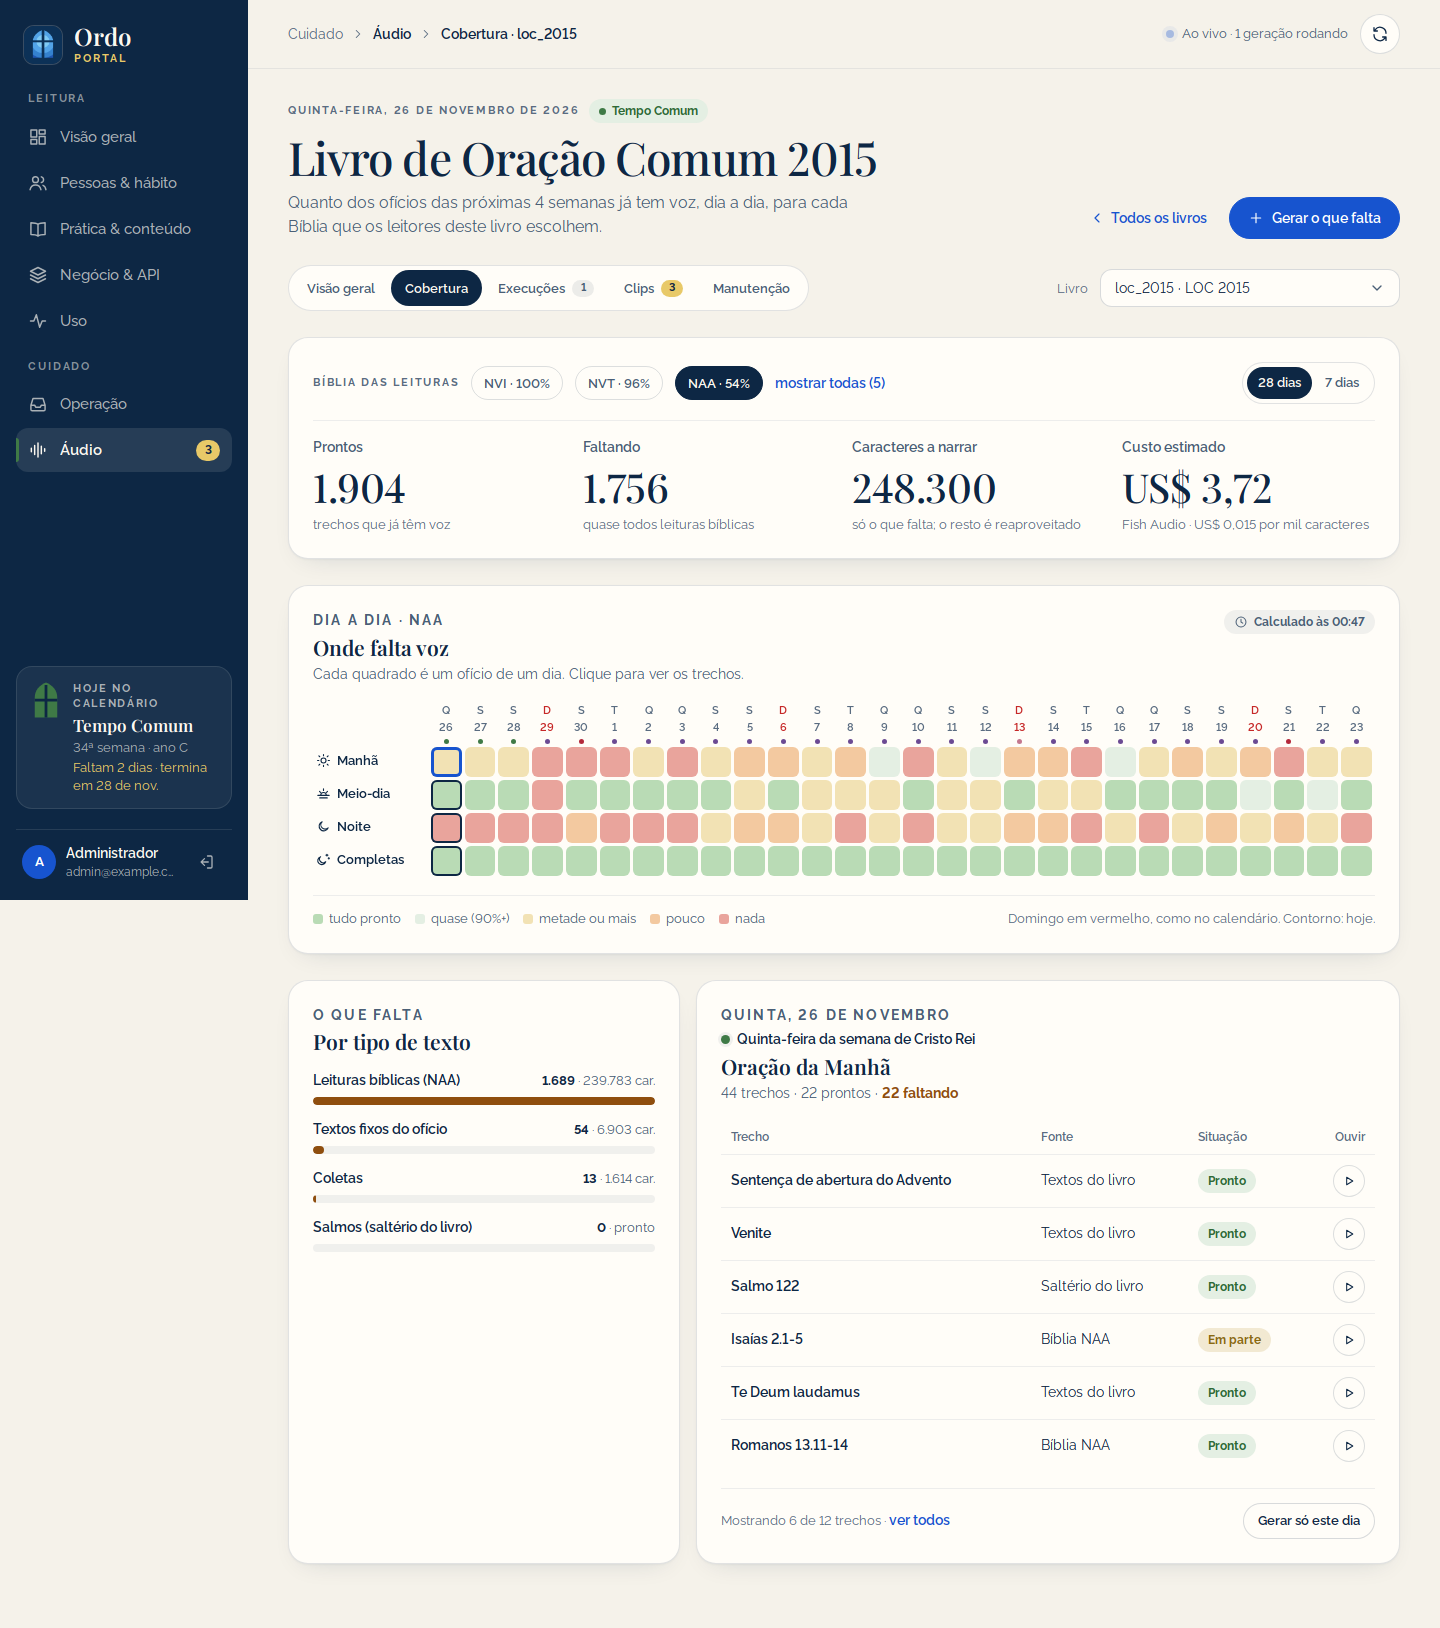 Ordo
PORTAL
LEITURA
Visão geral
Pessoas & hábito
Prática & conteúdo
Negócio & API
Uso
CUIDADO
Operação
Áudio 3
HOJE NO
CALENDÁRIO
Tempo Comum
34ª semana · ano C
Faltam 2 dias · termina
em 28 de nov.
A
Administrador
admin@example.c...
Cuidado > Áudio > Cobertura · loc_2015
Ao vivo · 1 geração rodando
QUINTA-FEIRA, 26 DE NOVEMBRO DE 2026 Tempo Comum
Livro de Oração Comum 2015
Quanto dos ofícios das próximas 4 semanas já tem voz, dia a dia, para cada
Bíblia que os leitores deste livro escolhem.
Todos os livros
Gerar o que falta
Visão geral Cobertura Execuções 1 Clips 3 Manutenção
Livro loc_2015 · LOC 2015
BÍBLIA DAS LEITURAS NVI · 100% NVT · 96% NAA · 54% mostrar todas (5)
28 dias 7 dias
Prontos Faltando Caracteres a narrar Custo estimado
1.904 1.756 248.300 US$ 3,72
trechos que já têm voz quase todos leituras bíblicas só o que falta; o resto é reaproveitado Fish Audio · US$ 0,015 por mil caracteres
DIA A DIA · NAA
Calculado às 00:47
Onde falta voz
Cada quadrado é um ofício de um dia. Clique para ver os trechos.
Q S S D S T Q Q S S D S T Q Q S S D S T Q Q S S D S T Q
26 27 28 29 30 1 2 3 4 5 6 7 8 9 10 11 12 13 14 15 16 17 18 19 20 21 22 23
Manhã
Meio-dia
Noite
Completas
tudo pronto quase (90%+) metade ou mais pouco nada
Domingo em vermelho, como no calendário. Contorno: hoje.
O QUE FALTA
Por tipo de texto
Leituras bíblicas (NAA) 1.689 · 239.783 car.
Textos fixos do ofício 54 · 6.903 car.
Coletas 13 · 1.614 car.
Salmos (saltério do livro) 0 · pronto
QUINTA, 26 DE NOVEMBRO
Quinta-feira da semana de Cristo Rei
Oração da Manhã
44 trechos · 22 prontos · 22 faltando
Trecho Fonte Situação Ouvir
Sentença de abertura do Advento Textos do livro Pronto
Venite Textos do livro Pronto
Salmo 122 Saltério do livro Pronto
Isaías 2.1-5 Bíblia NAA Em parte
Te Deum laudamus Textos do livro Pronto
Romanos 13.11-14 Bíblia NAA Pronto
Mostrando 6 de 12 trechos · ver todos
Gerar só este dia